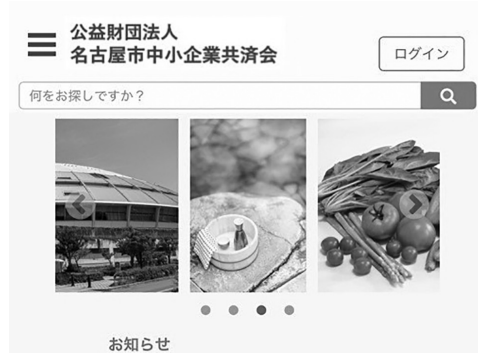 公益財団法人
名古屋市中小企業共済会
ログイン
何をお探しですか？
お知らせ